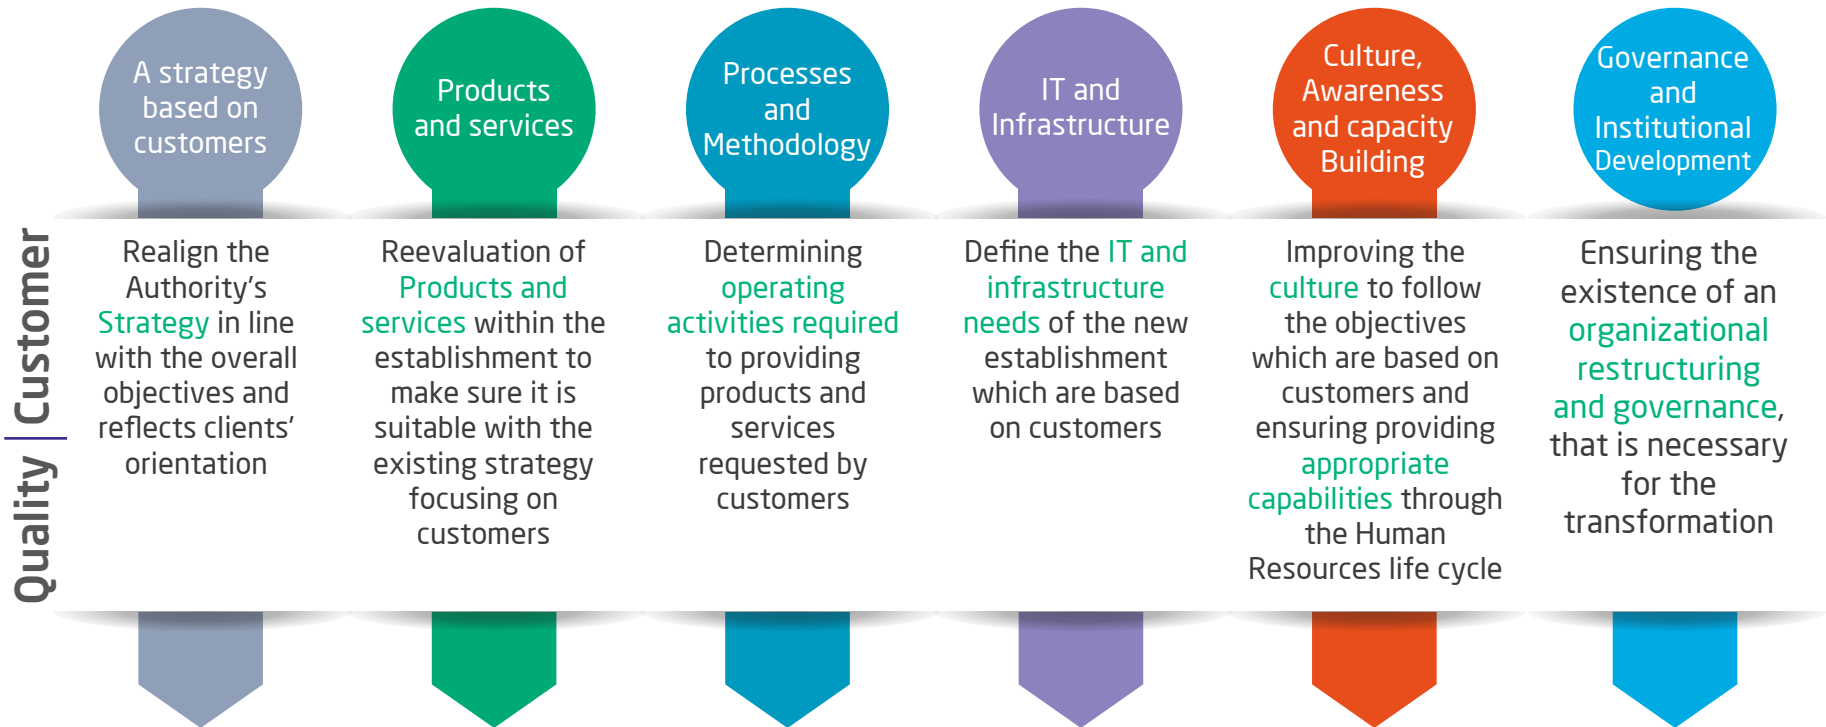 A strategy
based on
customers
Products
and services
Processes
and
Methodology
IT and
Infrastructure
Culture,
Awareness
and capacity
Building
Governance
and
Institutional
Development
Quality | Customer
Realign the
Authority's
Strategy in line
with the overall
objectives and
reflects clients'
orientation
Reevaluation of
Products and
services within the
establishment to
make sure it is
suitable with the
existing strategy
focusing on
customers
Determining
operating
activities required
to providing
products and
services
requested by
customers
Define the IT and
infrastructure
needs of the new
establishment
which are based
on customers
Improving the
culture to follow
the objectives
which are based on
customers and
ensuring providing
appropriate
capabilities through
the Human
Resources life cycle
Ensuring the
existence of an
organizational
restructuring
and governance,
that is necessary
for the
transformation